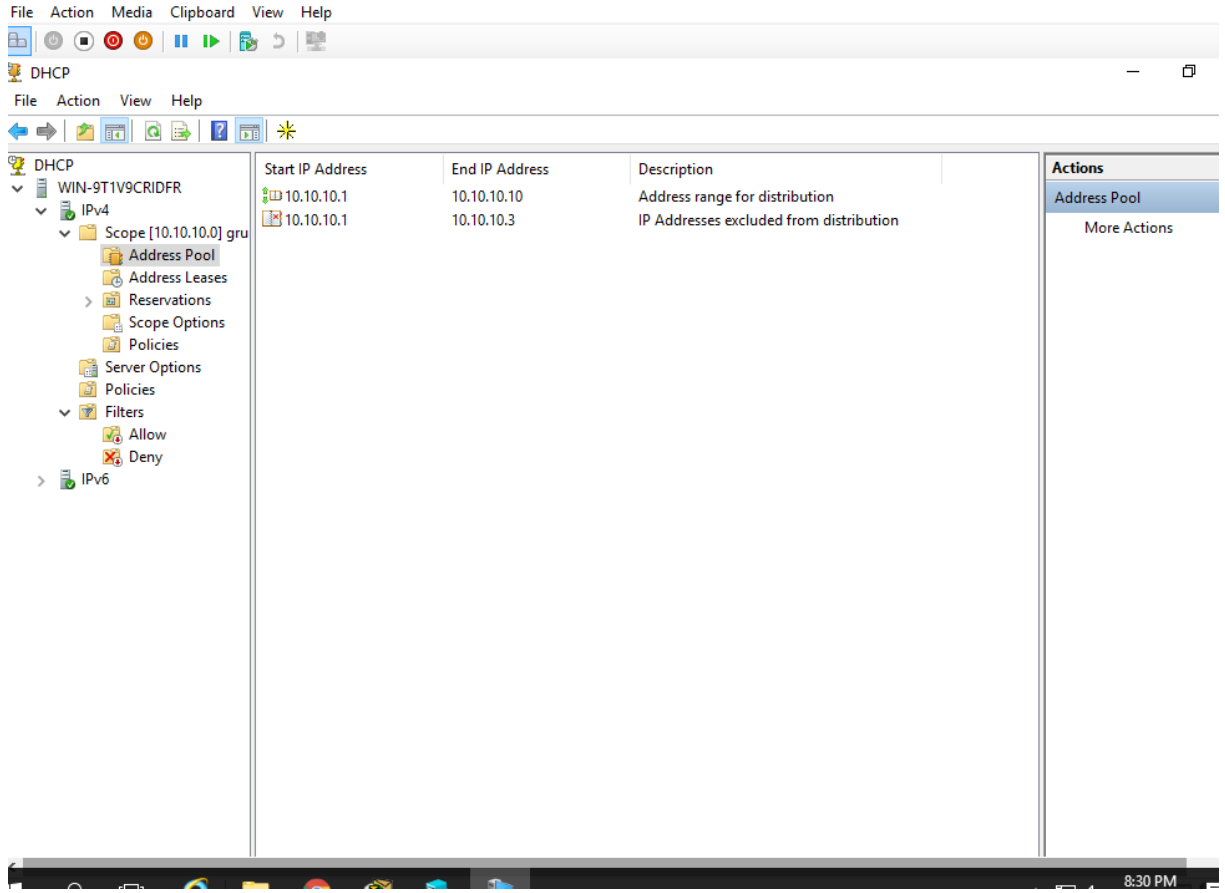 File Action Media Clipboard View Help
DHCP
File Action View Help
DHCP
WIN-9T1V9CRIDFR
IPv4
Scope [10.10.10.0] gru
Address Pool
Address Leases
Reservations
Scope Options
Policies
Server Options
Policies
Filters
Allow
Deny
IPv6
Start IP Address End IP Address Description
10.10.10.1 10.10.10.10 Address range for distribution
10.10.10.1 10.10.10.3 IP Addresses excluded from distribution
Actions
Address Pool
More Actions
8:30 PM